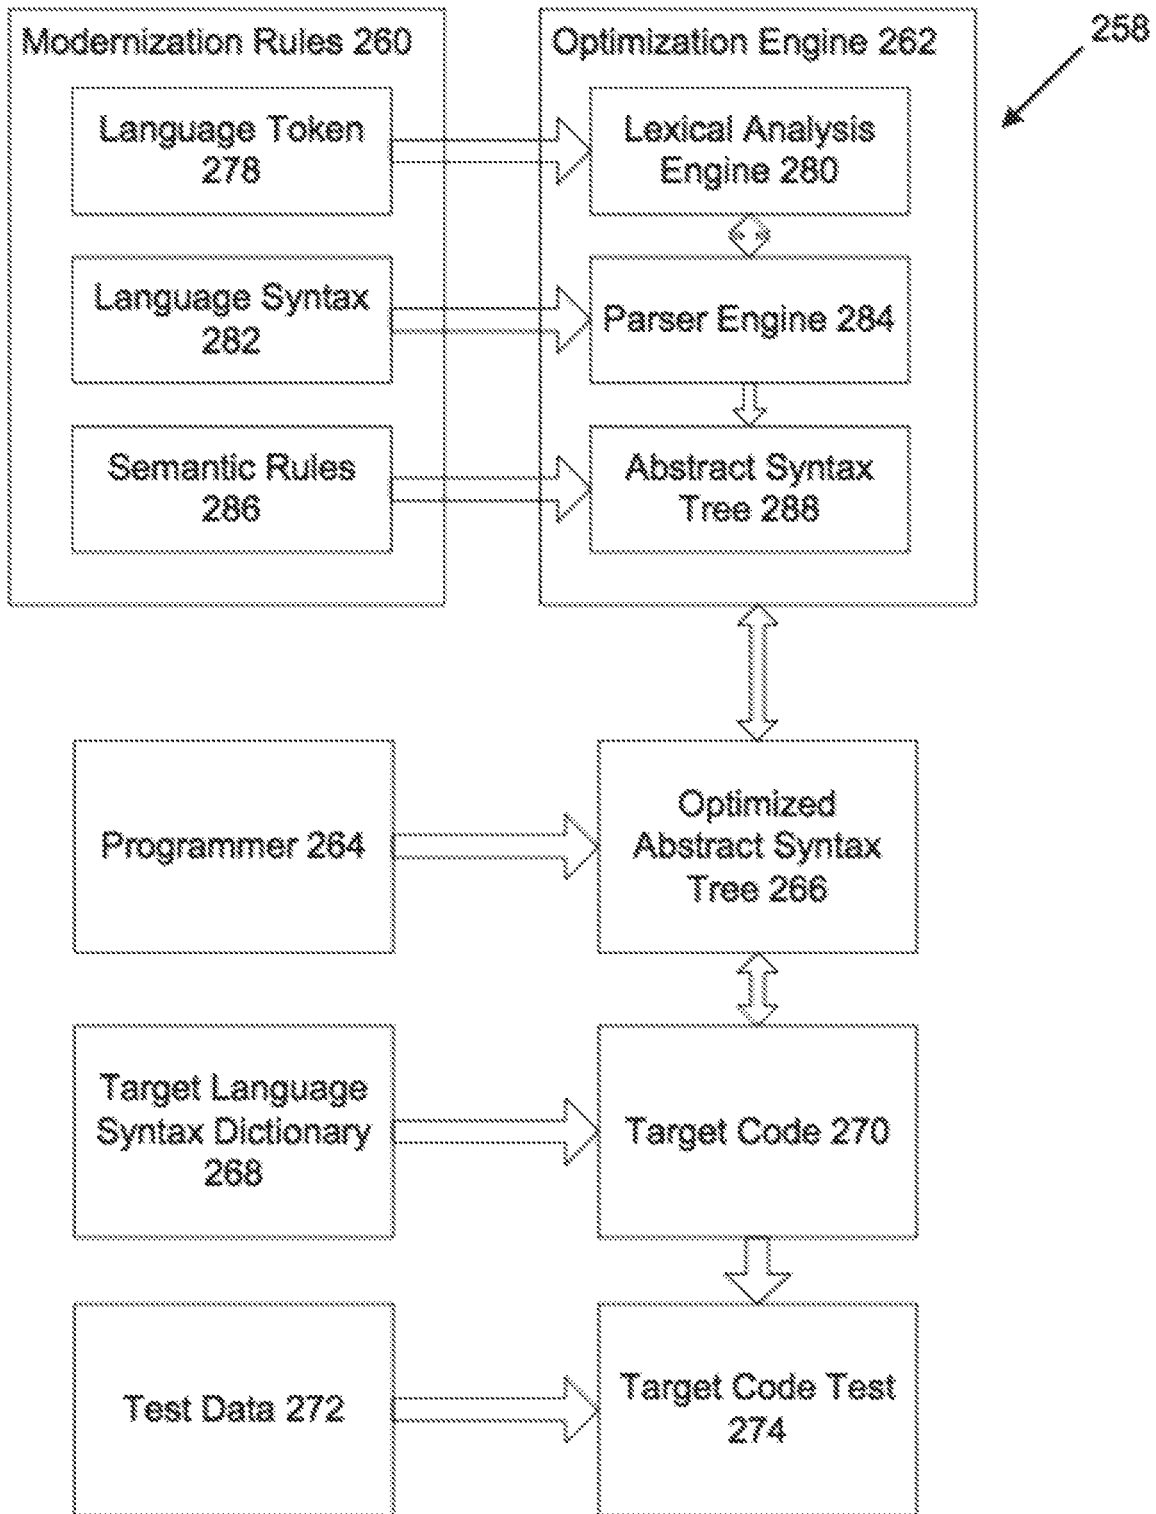 Modernization Rules 260
Optimization Engine 262
258
Language Token
278
Lexical Analysis
Engine 280
Language Syntax
282
Parser Engine 284
Semantic Rules
286
Abstract Syntax
Tree 288
Programmer 264
Optimized
Abstract Syntax
Tree 266
Target Language
Syntax Dictionary
268
Target Code 270
Test Data 272
Target Code Test
274